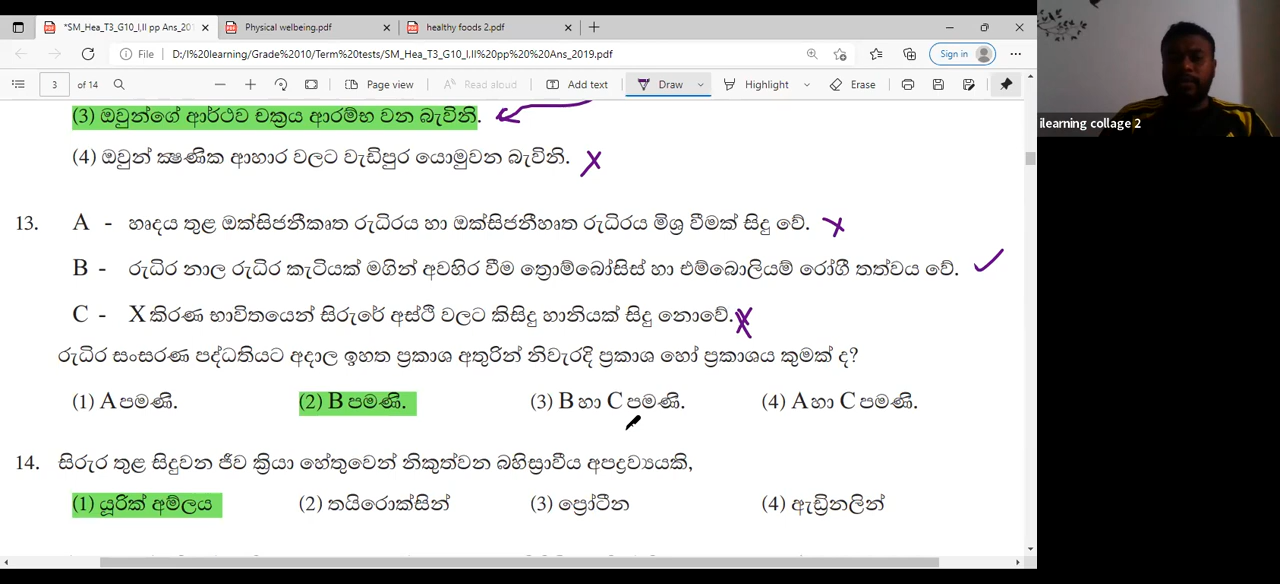 *SM_Hea_T3_G10_I,II pp Ans_201
Physical welbeing.pdf
healthy foods 2.pdf
File
D:/I%20learning/Grade%2010/Term%20tests/SM_Hea_T3_G10_I,II%20pp%20%20Ans_2019.pdf
Sign in
3 of 14
Page view
Read aloud
Add text
Draw
Highlight
Erase
ilearning collage 2
(3) ඔවුන්ගේ ආර්ථව චක්‍රය ආරම්භ වන බැවිනි.
(4) ඔවුන් ක්‍ෂණික ආහාර වලට වැඩිපුර යොමුවන බැවිනි.
13. A - හෘදය තුළ ඔක්සිජනීකෘත රුධිරය හා ඔක්සිජනීහෘත රුධිරය මිශ්‍ර වීමක් සිදු වේ.
B - රුධිර නාල රුධිර කැටියක් මගින් අවහිර වීම ත්‍රොම්බෝසිස් හා එම්බොලියම් රෝගී තත්වය වේ.
C - X කිරණ භාවිතයෙන් සිරුරේ අස්ථි වලට කිසිදු හානියක් සිදු නොවේ.
රුධිර සංසරණ පද්ධතියට අදාල ඉහත ප්‍රකාශ අතුරින් නිවැරදි ප්‍රකාශ හෝ ප්‍රකාශය කුමක් ද?
(1) A පමණි. (2) B පමණි. (3) B හා C පමණි. (4) A හා C පමණි.
14. සිරුර තුළ සිදුවන ජීව ක්‍රියා හේතුවෙන් නිකුත්වන බහිස්‍රාවීය අපද්‍රව්‍යයකි,
(1) යූරික් අම්ලය (2) තයිරොක්සින් (3) ප්‍රෝටීන (4) ඇඩ්‍රිනලින්